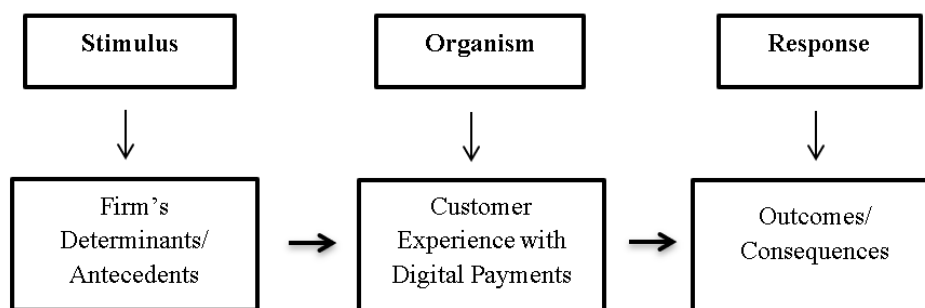 Stimulus
Organism
Response
Firm's
Determinants/
Antecedents
Customer
Experience with
Digital Payments
Outcomes/
Consequences